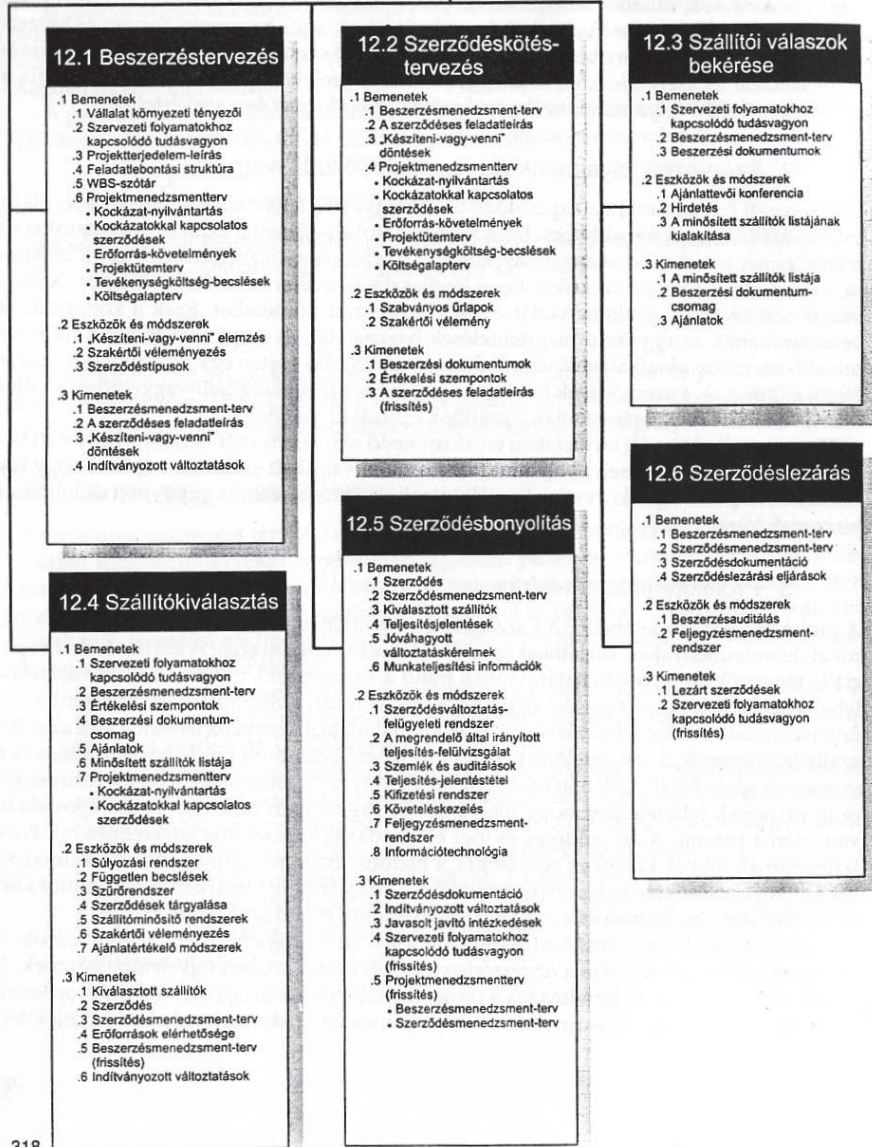 12.1 Beszerzéstervezés
.1 Bemenetek
.1 Vállalat környezeti tényezői
.2 Szervezeti folyamatokhoz
kapcsolódó tudásvagyon
.3 Projektterjedelem-leírás
.4 Feladatlebontási struktúra
.5 WBS-szótár
.6 Projektmenedzsmentterv
• Kockázat-nyilvántartás
• Kockázatokkal kapcsolatos
szerződések
• Erőforrás-követelmények
• Projektütemterv
• Tevékenységköltség-becslések
• Költségalapterv
.2 Eszközök és módszerek
.1 „Készíteni-vagy-venni" elemzés
.2 Szakértői véleményezés
.3 Szerződéstípusok
.3 Kimenetek
.1 Beszerzésmenedzsment-terv
.2 A szerződéses feladatleírás
.3 „Készíteni-vagy-venni"
döntések
.4 Indítványozott változtatások
12.2 Szerződéskötés-
tervezés
.1 Bemenetek
.1 Beszerzésmenedzsment-terv
.2 A szerződéses feladatleírás
.3 „Készíteni-vagy-venni"
döntések
.4 Projektmenedzsmentterv
• Kockázat-nyilvántartás
• Kockázatokkal kapcsolatos
szerződések
• Erőforrás-követelmények
• Projektütemterv
• Tevékenységköltség-becslések
• Költségalapterv
.2 Eszközök és módszerek
.1 Szabványos űrlapok
.2 Szakértői vélemény
.3 Kimenetek
.1 Beszerzési dokumentumok
.2 Értékelési szempontok
.3 A szerződéses feladatleírás
(frissítés)
12.3 Szállítói válaszok
bekérése
.1 Bemenetek
.1 Szervezeti folyamatokhoz
kapcsolódó tudásvagyon
.2 Beszerzésmenedzsment-terv
.3 Beszerzési dokumentumok
.2 Eszközök és módszerek
.1 Ajánlattevői konferencia
.2 Hirdetés
.3 A minősített szállítók listájának
kialakítása
.3 Kimenetek
.1 A minősített szállítók listája
.2 Beszerzési dokumentum-
csomag
.3 Ajánlatok
12.4 Szállítókiválasztás
.1 Bemenetek
.1 Szervezeti folyamatokhoz
kapcsolódó tudásvagyon
.2 Beszerzésmenedzsment-terv
.3 Értékelési szempontok
.4 Beszerzési dokumentum-
csomag
.5 Ajánlatok
.6 Minősített szállítók listája
.7 Projektmenedzsmentterv
• Kockázat-nyilvántartás
• Kockázatokkal kapcsolatos
szerződések
.2 Eszközök és módszerek
.1 Súlyozási rendszer
.2 Független becslések
.3 Szűrőrendszer
.4 Szerződések tárgyalása
.5 Szállítóminősítő rendszerek
.6 Szakértői véleményezés
.7 Ajánlatértékelő módszerek
.3 Kimenetek
.1 Kiválasztott szállítók
.2 Szerződés
.3 Szerződésmenedzsment-terv
.4 Erőforrások elérhetősége
.5 Beszerzésmenedzsment-terv
(frissítés)
.6 Indítványozott változtatások
12.5 Szerződésbonyolítás
.1 Bemenetek
.1 Szerződés
.2 Szerződésmenedzsment-terv
.3 Kiválasztott szállítók
.4 Teljesítésjelentések
.5 Jóváhagyott
változtatáskérelmek
.6 Munkateljesítési információk
.2 Eszközök és módszerek
.1 Szerződésváltoztatás-
felügyeleti rendszer
.2 A megrendelő által irányított
teljesítés-felülvizsgálat
.3 Szemlék és auditálások
.4 Teljesítés-jelentéstétel
.5 Kifizetési rendszer
.6 Követeléskezelés
.7 Feljegyzésmenedzsment-
rendszer
.8 Információtechnológia
.3 Kimenetek
.1 Szerződésdokumentáció
.2 Indítványozott változtatások
.3 Javasolt javító intézkedések
.4 Szervezeti folyamatokhoz
kapcsolódó tudásvagyon
(frissítés)
.5 Projektmenedzsmentterv
(frissítés)
• Beszerzésmenedzsment-terv
• Szerződésmenedzsment-terv
12.6 Szerződéslezárás
.1 Bemenetek
.1 Beszerzésmenedzsment-terv
.2 Szerződésmenedzsment-terv
.3 Szerződésdokumentáció
.4 Szerződéslezárási eljárások
.2 Eszközök és módszerek
.1 Beszerzésauditálás
.2 Feljegyzésmenedzsment-
rendszer
.3 Kimenetek
.1 Lezárt szerződések
.2 Szervezeti folyamatokhoz
kapcsolódó tudásvagyon
(frissítés)
318